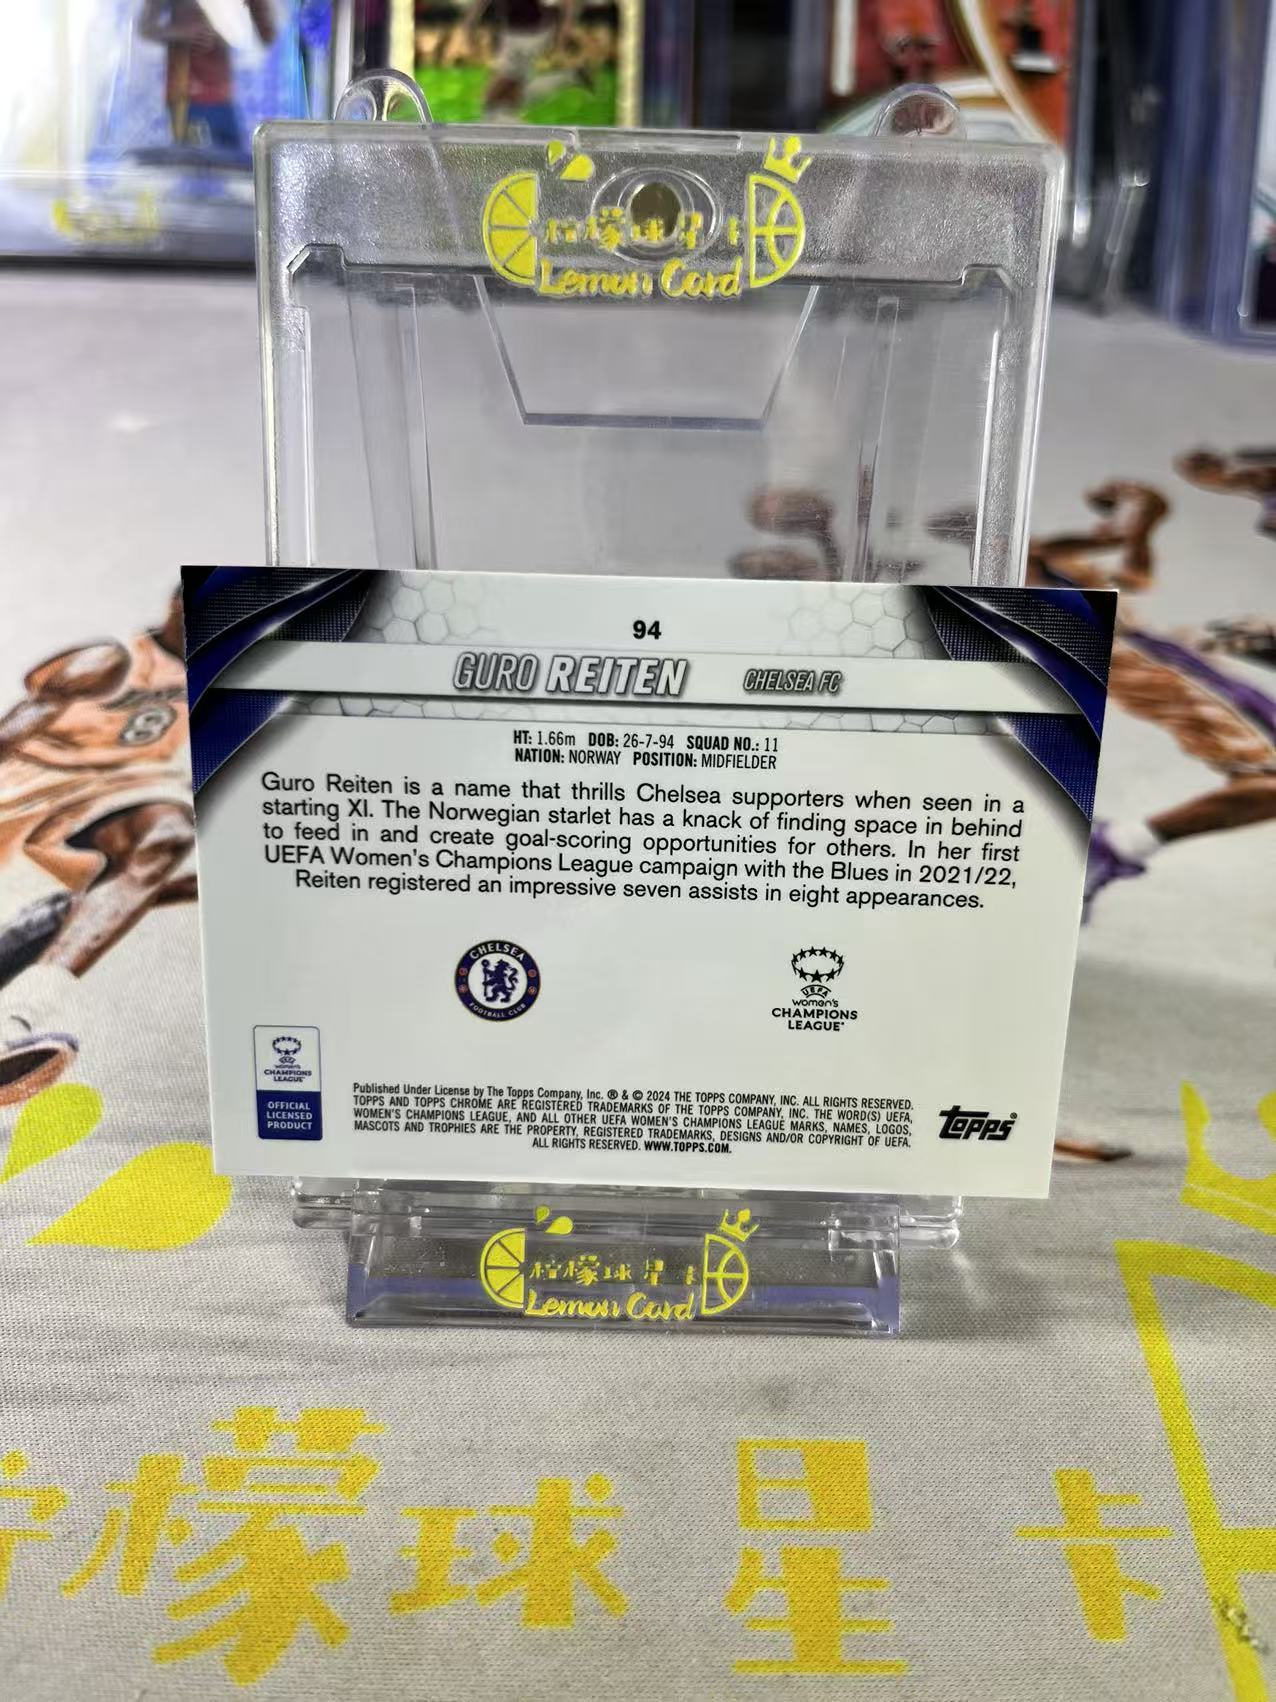 柠檬球星卡
Lemon Card
94
GURO REITEN CHELSEA FC
HT: 1.66m DOB: 26-7-94 SQUAD NO.: 11
NATION: NORWAY POSITION: MIDFIELDER
Guro Reiten is a name that thrills Chelsea supporters when seen in a
starting XI. The Norwegian starlet has a knack of finding space in behind
to feed in and create goal-scoring opportunities for others. In her first
UEFA Women's Champions League campaign with the Blues in 2021/22,
Reiten registered an impressive seven assists in eight appearances.
CHELSEA
FOOTBALL CLUB
UEFA
women's
CHAMPIONS
LEAGUE
UEFA
women's
CHAMPIONS
LEAGUE
OFFICIAL
LICENSED
PRODUCT
Published Under License by The Topps Company, Inc. ® & © 2024 THE TOPPS COMPANY, INC. ALL RIGHTS RESERVED.
TOPPS AND TOPPS CHROME ARE REGISTERED TRADEMARKS OF THE TOPPS COMPANY, INC. THE WORD(S) UEFA,
WOMEN'S CHAMPIONS LEAGUE, AND ALL OTHER UEFA WOMEN'S CHAMPIONS LEAGUE MARKS, NAMES, LOGOS,
MASCOTS AND TROPHIES ARE THE PROPERTY, REGISTERED TRADEMARKS, DESIGNS AND/OR COPYRIGHT OF UEFA.
ALL RIGHTS RESERVED. WWW.TOPPS.COM.
topps®
柠檬球星卡
Lemon Card
柠檬球星卡